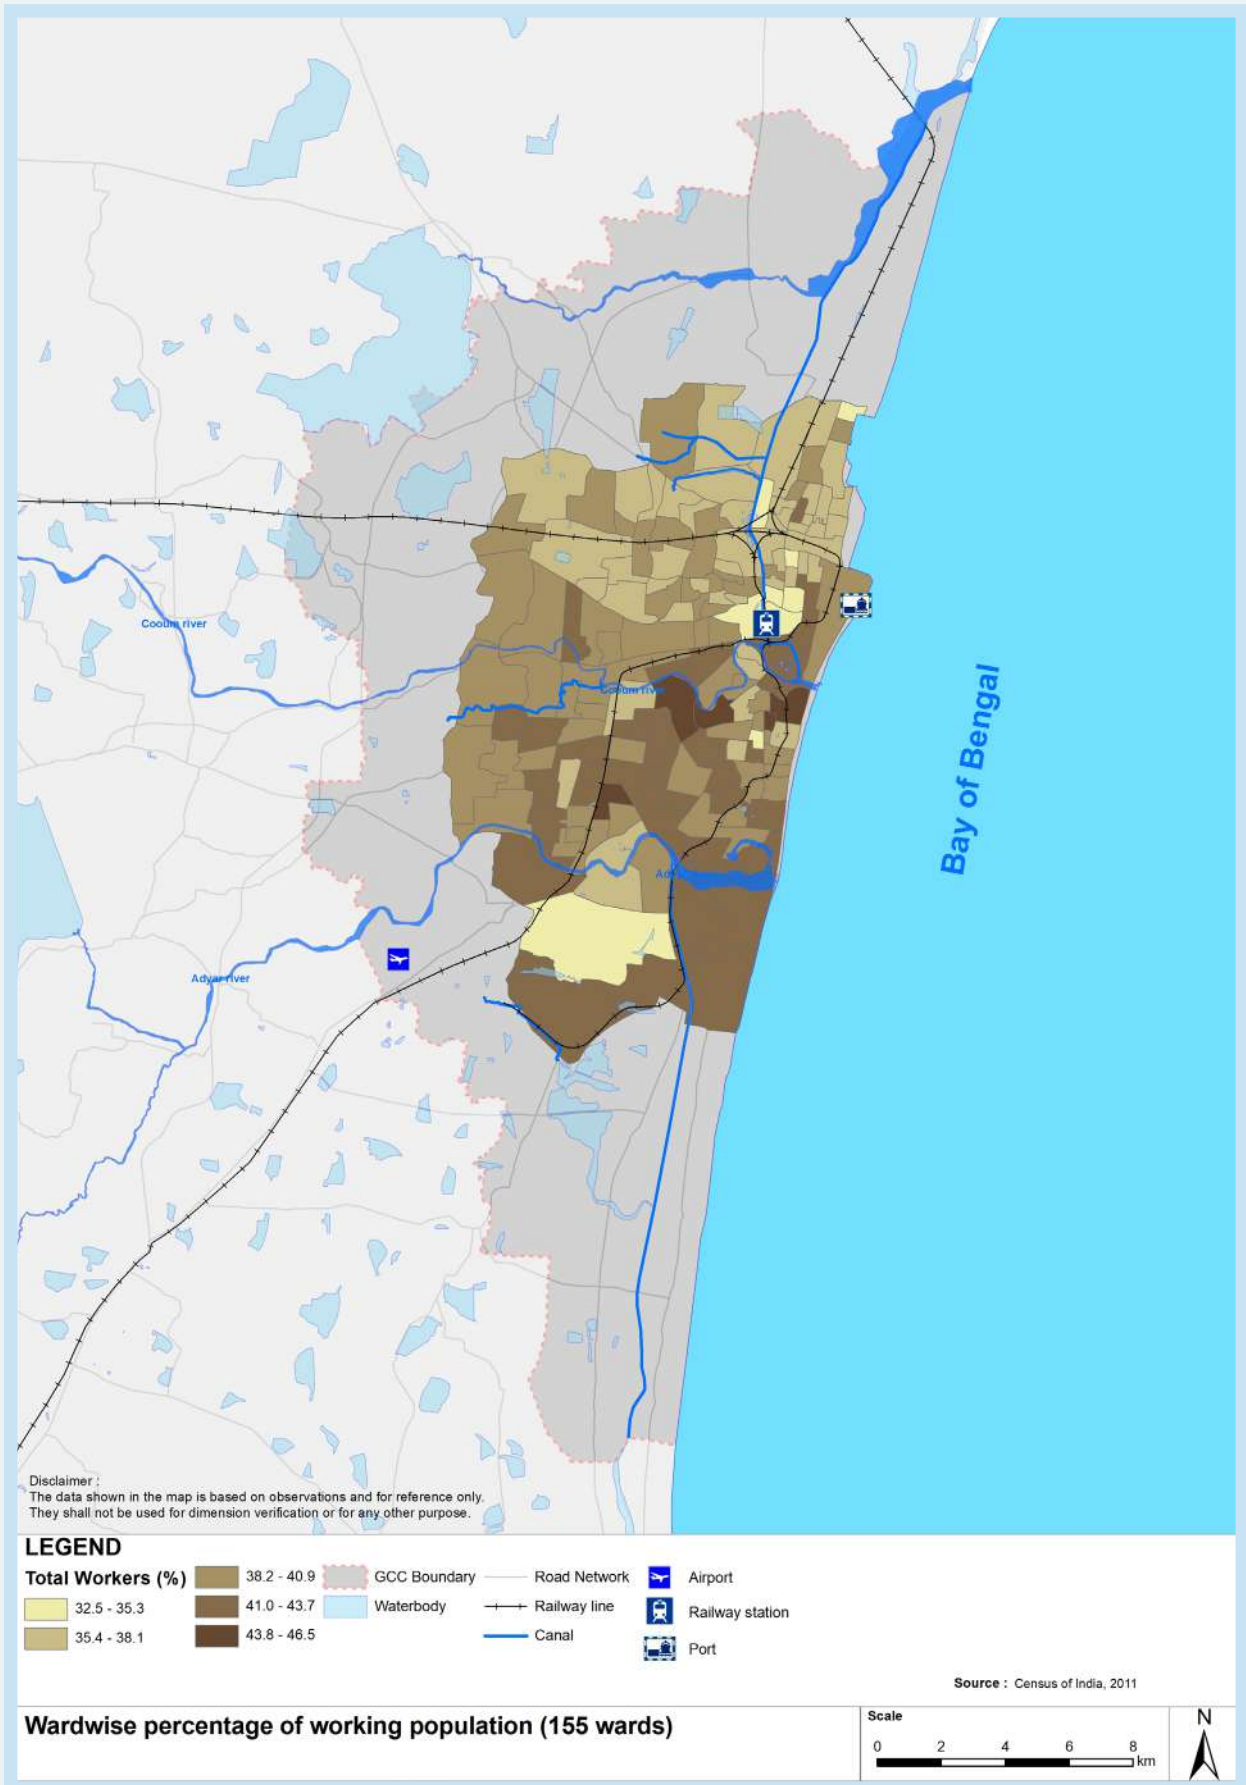 Cooum river
Cooum river
Bay of Bengal
Adyar river
Disclaimer :
The data shown in the map is based on observations and for reference only.
They shall not be used for dimension verification or for any other purpose.
LEGEND
Total Workers (%)
32.5 - 35.3
35.4 - 38.1
38.2 - 40.9
41.0 - 43.7
43.8 - 46.5
GCC Boundary
Waterbody
Road Network
Railway line
Canal
Airport
Railway station
Port
Source : Census of India, 2011
Wardwise percentage of working population (155 wards)
Scale
0 2 4 6 8
km
N